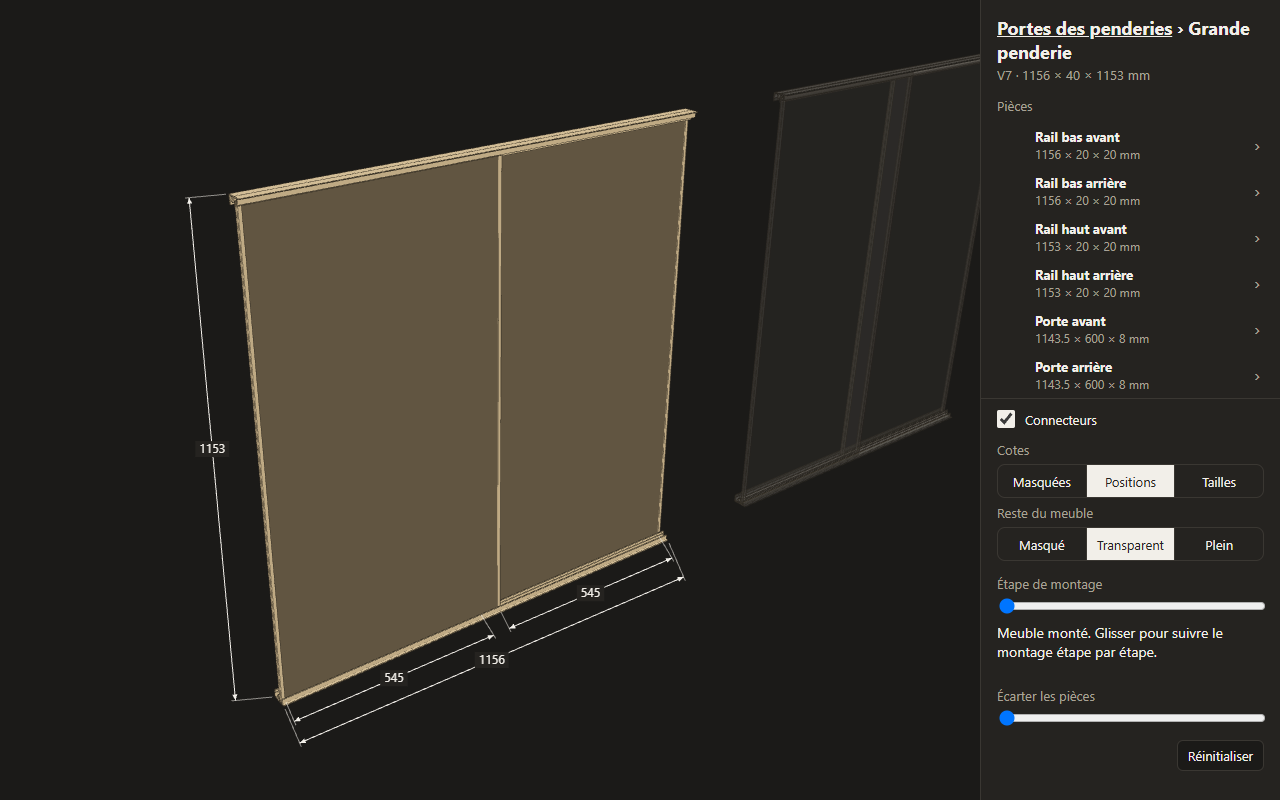 Portes des penderies › Grande
penderie
V7 · 1156 × 40 × 1153 mm
Pièces
Rail bas avant
1156 × 20 × 20 mm
›
Rail bas arrière
1156 × 20 × 20 mm
›
Rail haut avant
1153 × 20 × 20 mm
›
Rail haut arrière
1153 × 20 × 20 mm
›
Porte avant
1143.5 × 600 × 8 mm
›
Porte arrière
1143.5 × 600 × 8 mm
›
Connecteurs
Cotes
Masquées Positions Tailles
Reste du meuble
Masqué Transparent Plein
Étape de montage
Meuble monté. Glisser pour suivre le
montage étape par étape.
Écarter les pièces
Réinitialiser
1153
545
1156
545